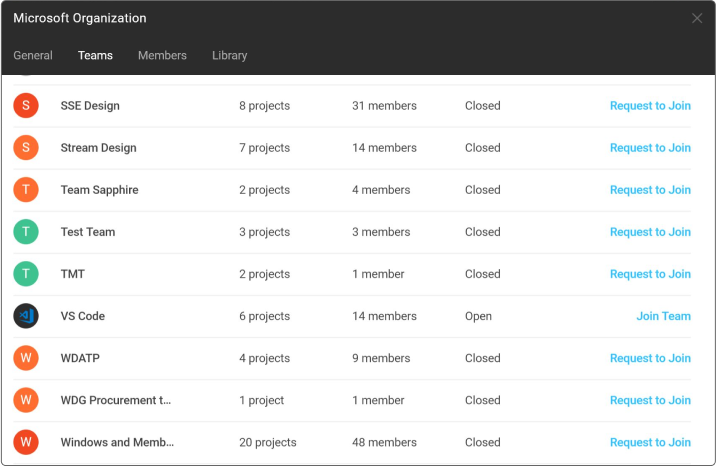 Microsoft Organization
General Teams Members Library
S SSE Design 8 projects 31 members Closed Request to Join
S Stream Design 7 projects 14 members Closed Request to Join
T Team Sapphire 2 projects 4 members Closed Request to Join
T Test Team 3 projects 3 members Closed Request to Join
T TMT 2 projects 1 member Closed Request to Join
VS Code 6 projects 14 members Open Join Team
W WDATP 4 projects 9 members Closed Request to Join
W WDG Procurement t... 1 project 1 member Closed Request to Join
W Windows and Memb... 20 projects 48 members Closed Request to Join